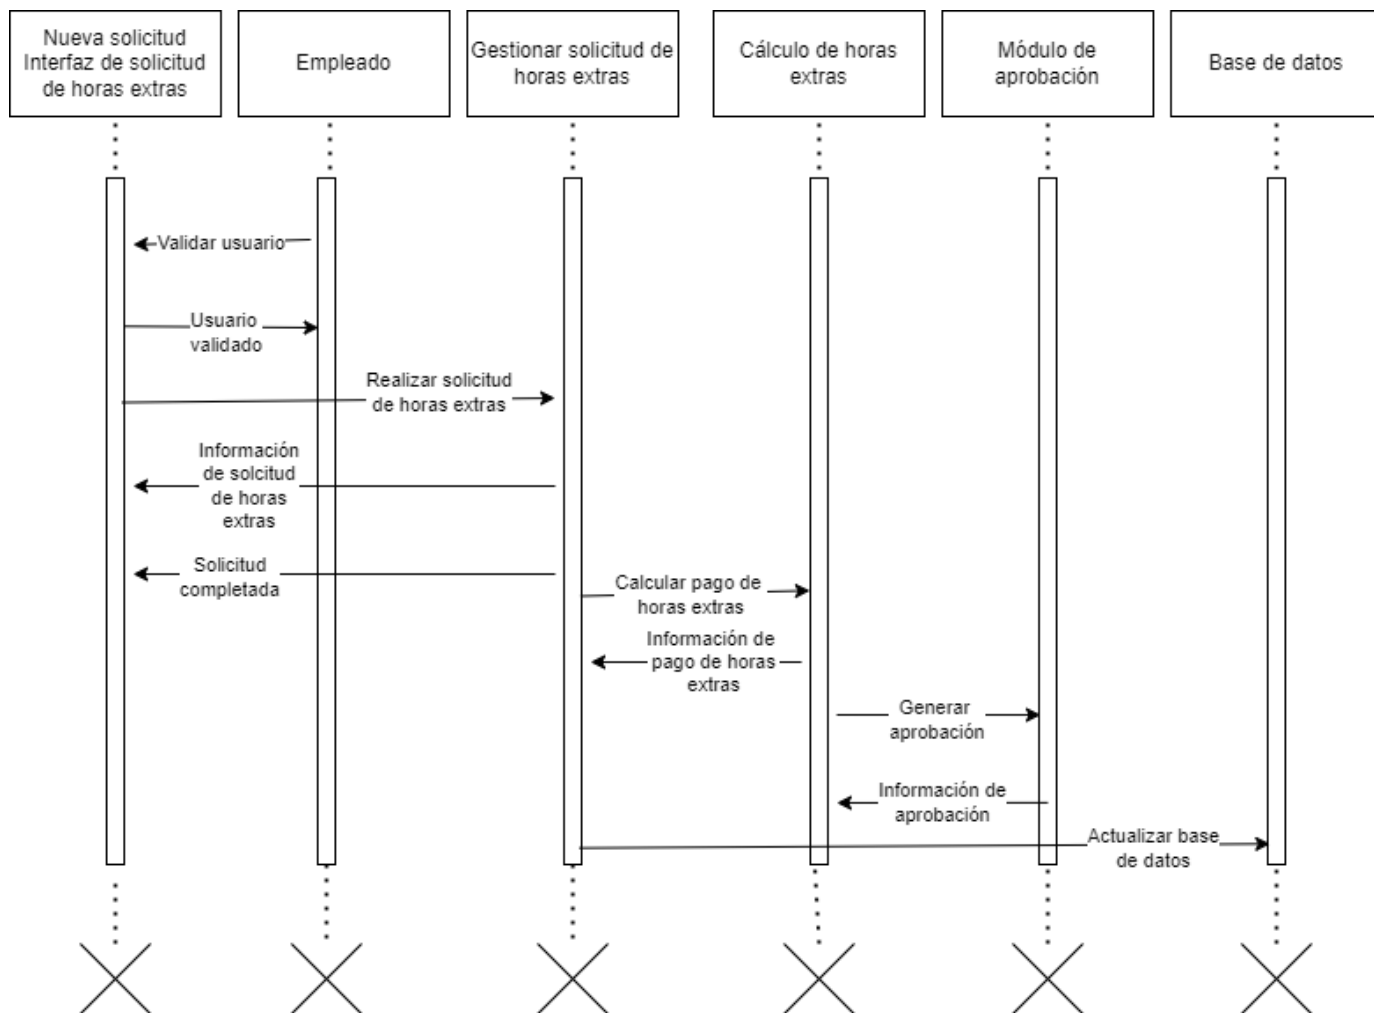 Nueva solicitud
Interfaz de solicitud
de horas extras
Empleado
Gestionar solicitud de
horas extras
Cálculo de horas
extras
Módulo de
aprobación
Base de datos
Validar usuario
Usuario
validado
Realizar solicitud
de horas extras
Información
de solcitud
de horas
extras
Solicitud
completada
Calcular pago de
horas extras
Información de
pago de horas
extras
Generar
aprobación
Información de
aprobación
Actualizar base
de datos